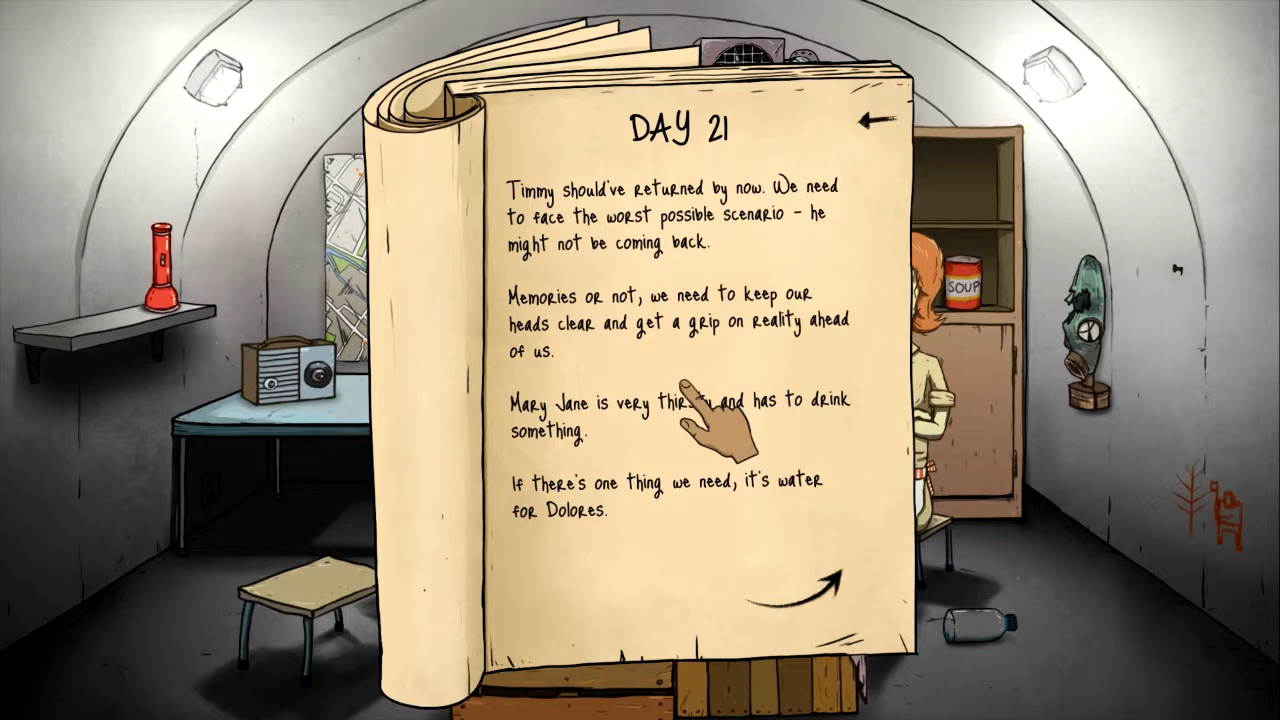 DAY 21
Timmy should've returned by now. We need
to face the worst possible scenario - he
might not be coming back.
Memories or not, we need to keep our
heads clear and get a grip on reality ahead
of us.
Mary Jane is very thirsty and has to drink
something.
If there's one thing we need, it's water
for Dolores.
SOUP